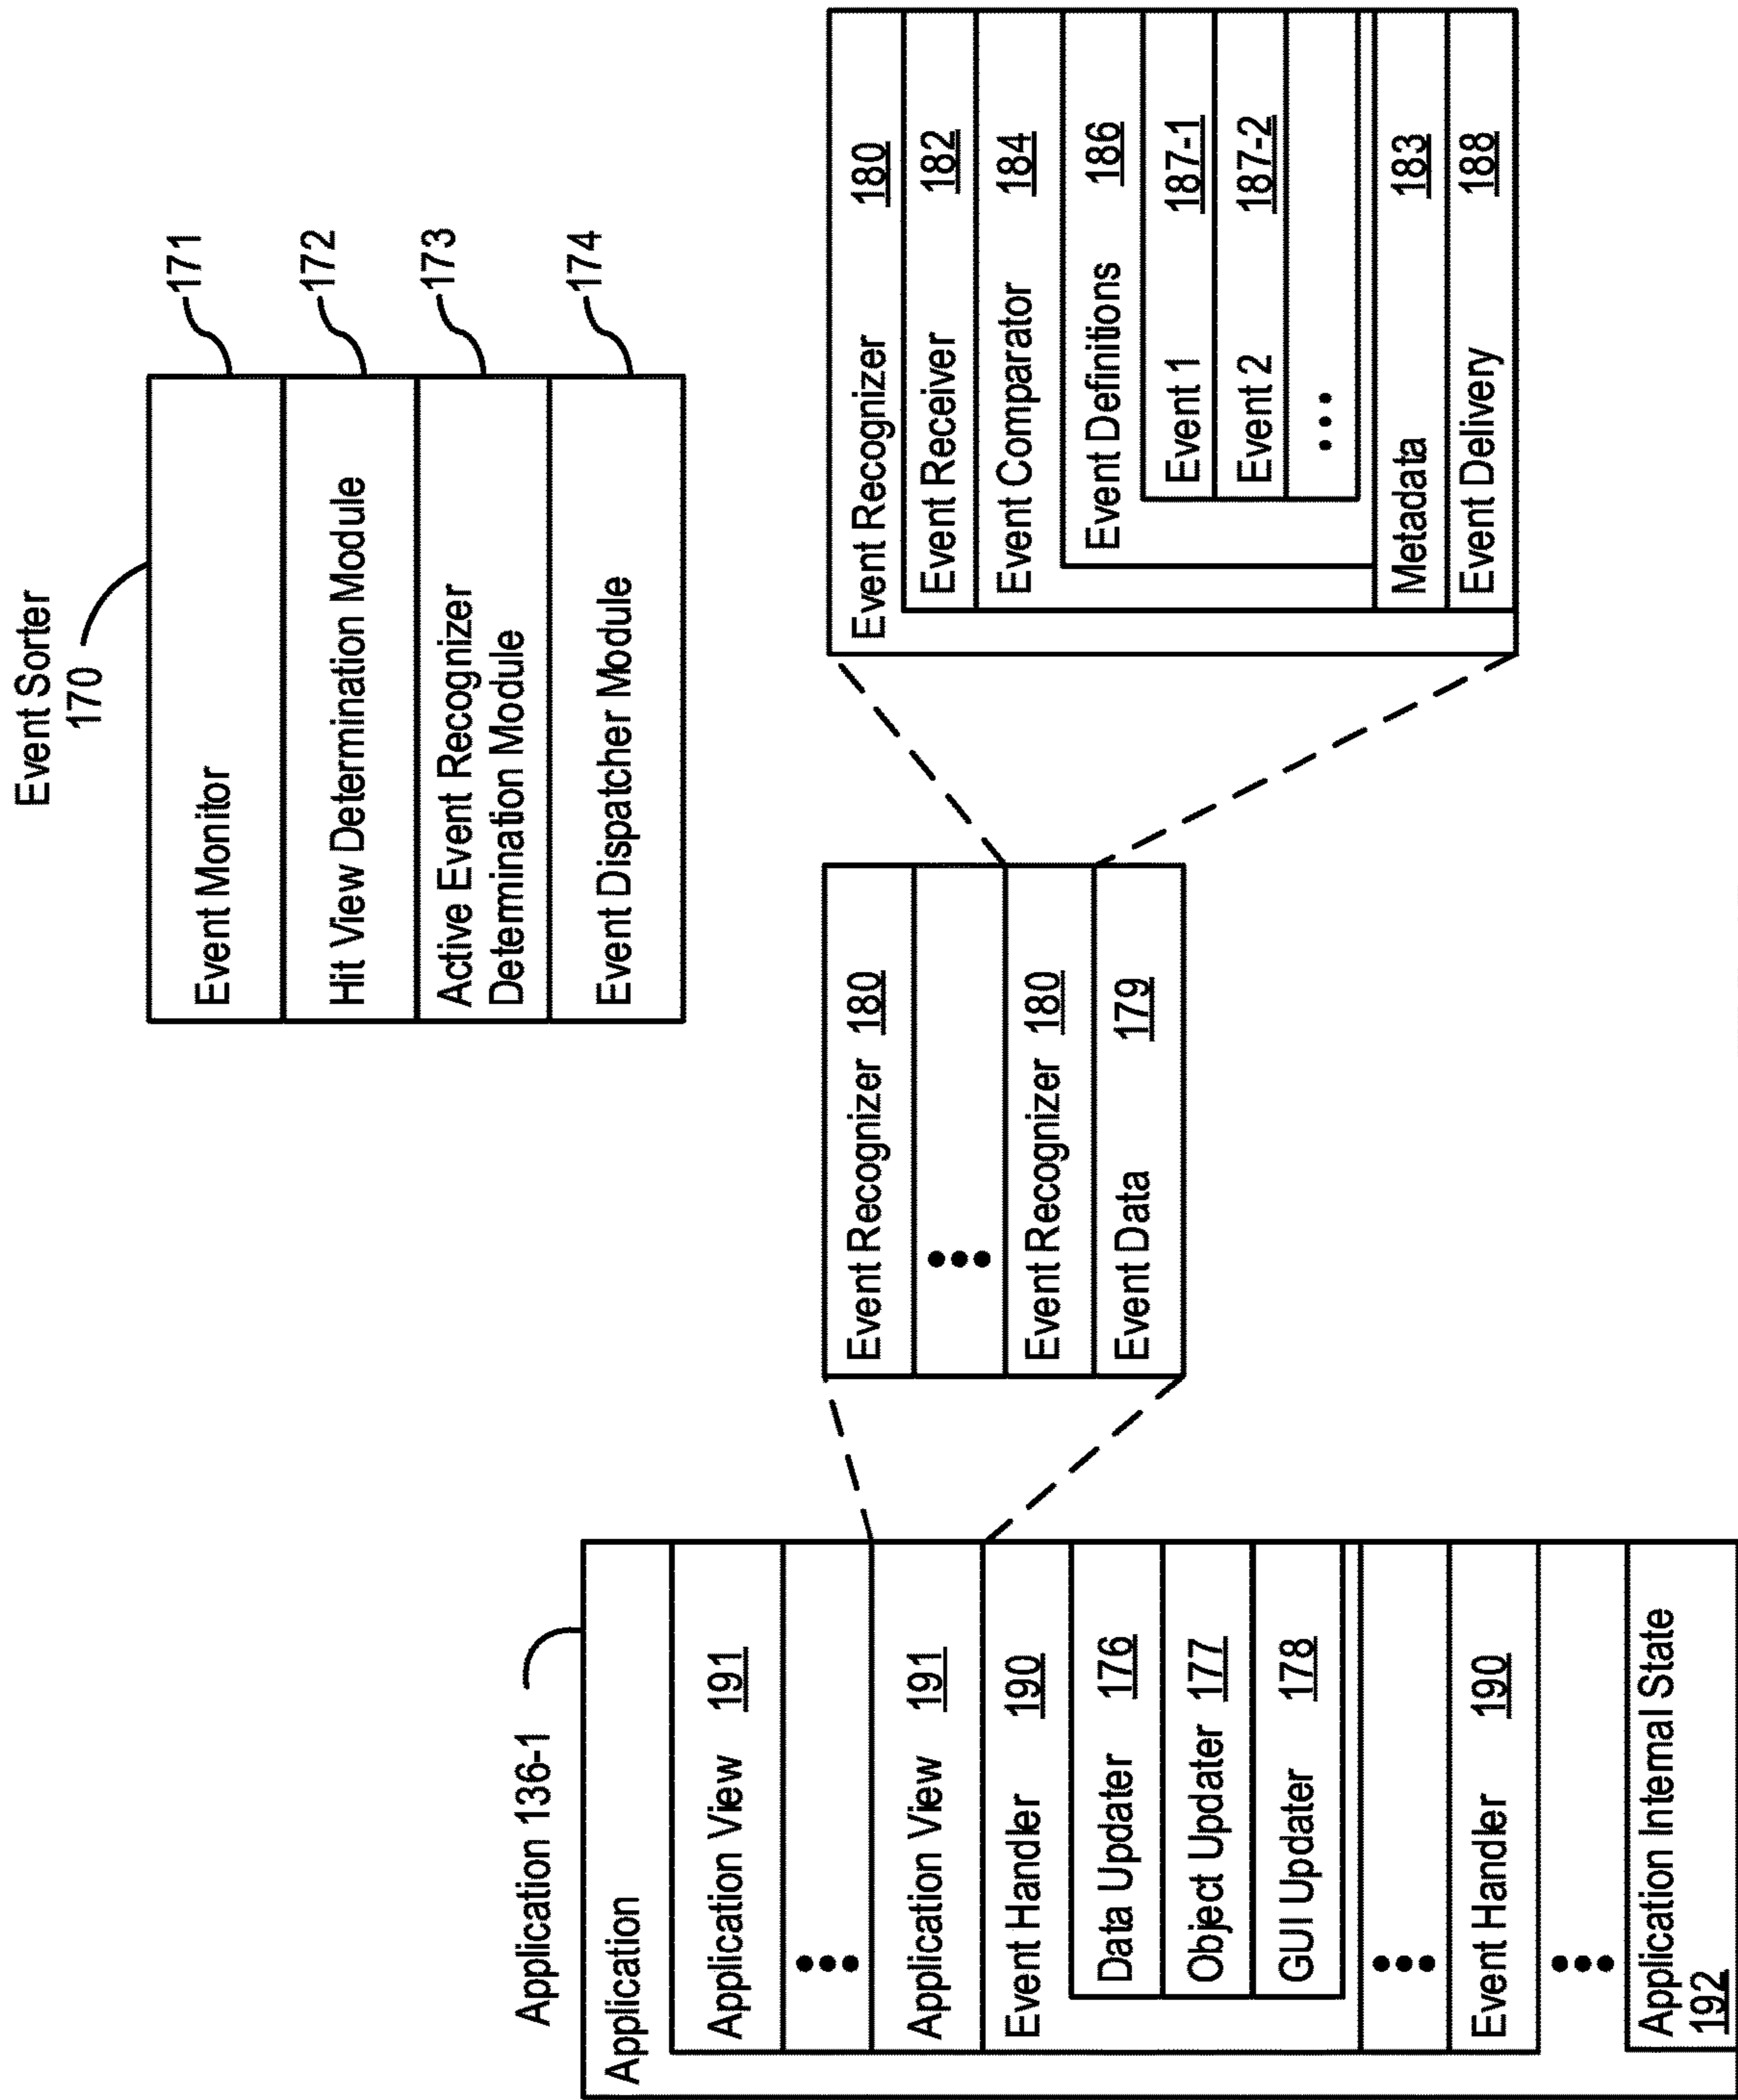 Event Sorter
170
Event Monitor
171
Hit View Determination Module
172
Active Event Recognizer
Determination Module
173
Event Dispatcher Module
174
Application 136-1
Application
Application View 191
•••
Application View 191
Event Handler 190
Data Updater 176
Object Updater 177
GUI Updater 178
•••
Event Handler 190
•••
Application Internal State
192
Event Recognizer 180
•••
Event Recognizer 180
Event Data 179
Event Recognizer 180
Event Receiver 182
Event Comparator 184
Event Definitions 186
Event 1 187-1
Event 2 187-2
•••
Metadata 183
Event Delivery 188